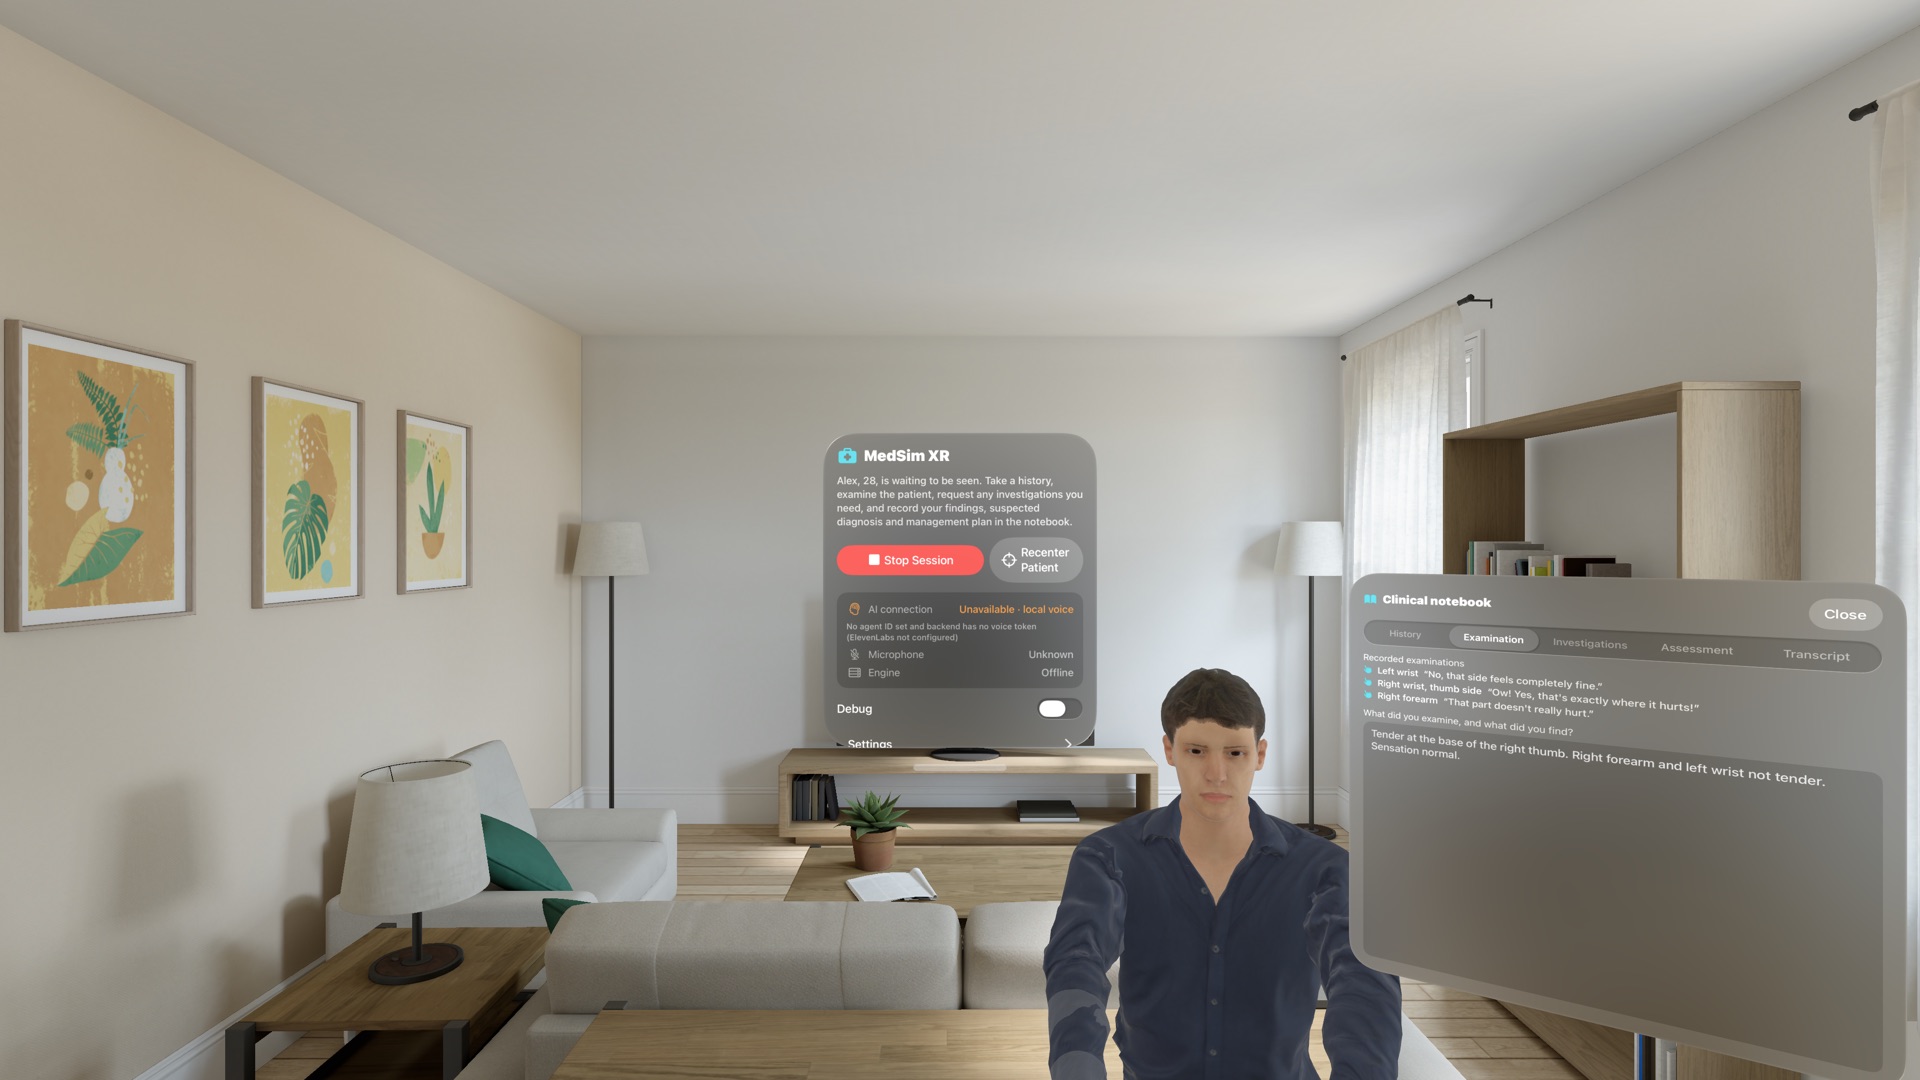 MedSim XR
Alex, 28, is waiting to be seen. Take a history,
examine the patient, request any investigations you
need, and record your findings, suspected
diagnosis and management plan in the notebook.
Stop Session
Recenter
Patient
AI connection
Unavailable · local voice
No agent ID set and backend has no voice token
(ElevenLabs not configured)
Microphone
Unknown
Engine
Offline
Debug
Settings
Clinical notebook
Close
History
Examination
Investigations
Assessment
Transcript
Recorded examinations
Left wrist "No, that side feels completely fine."
Right wrist, thumb side "Ow! Yes, that's exactly where it hurts!"
Right forearm "That part doesn't really hurt."
What did you examine, and what did you find?
Tender at the base of the right thumb. Right forearm and left wrist not tender.
Sensation normal.